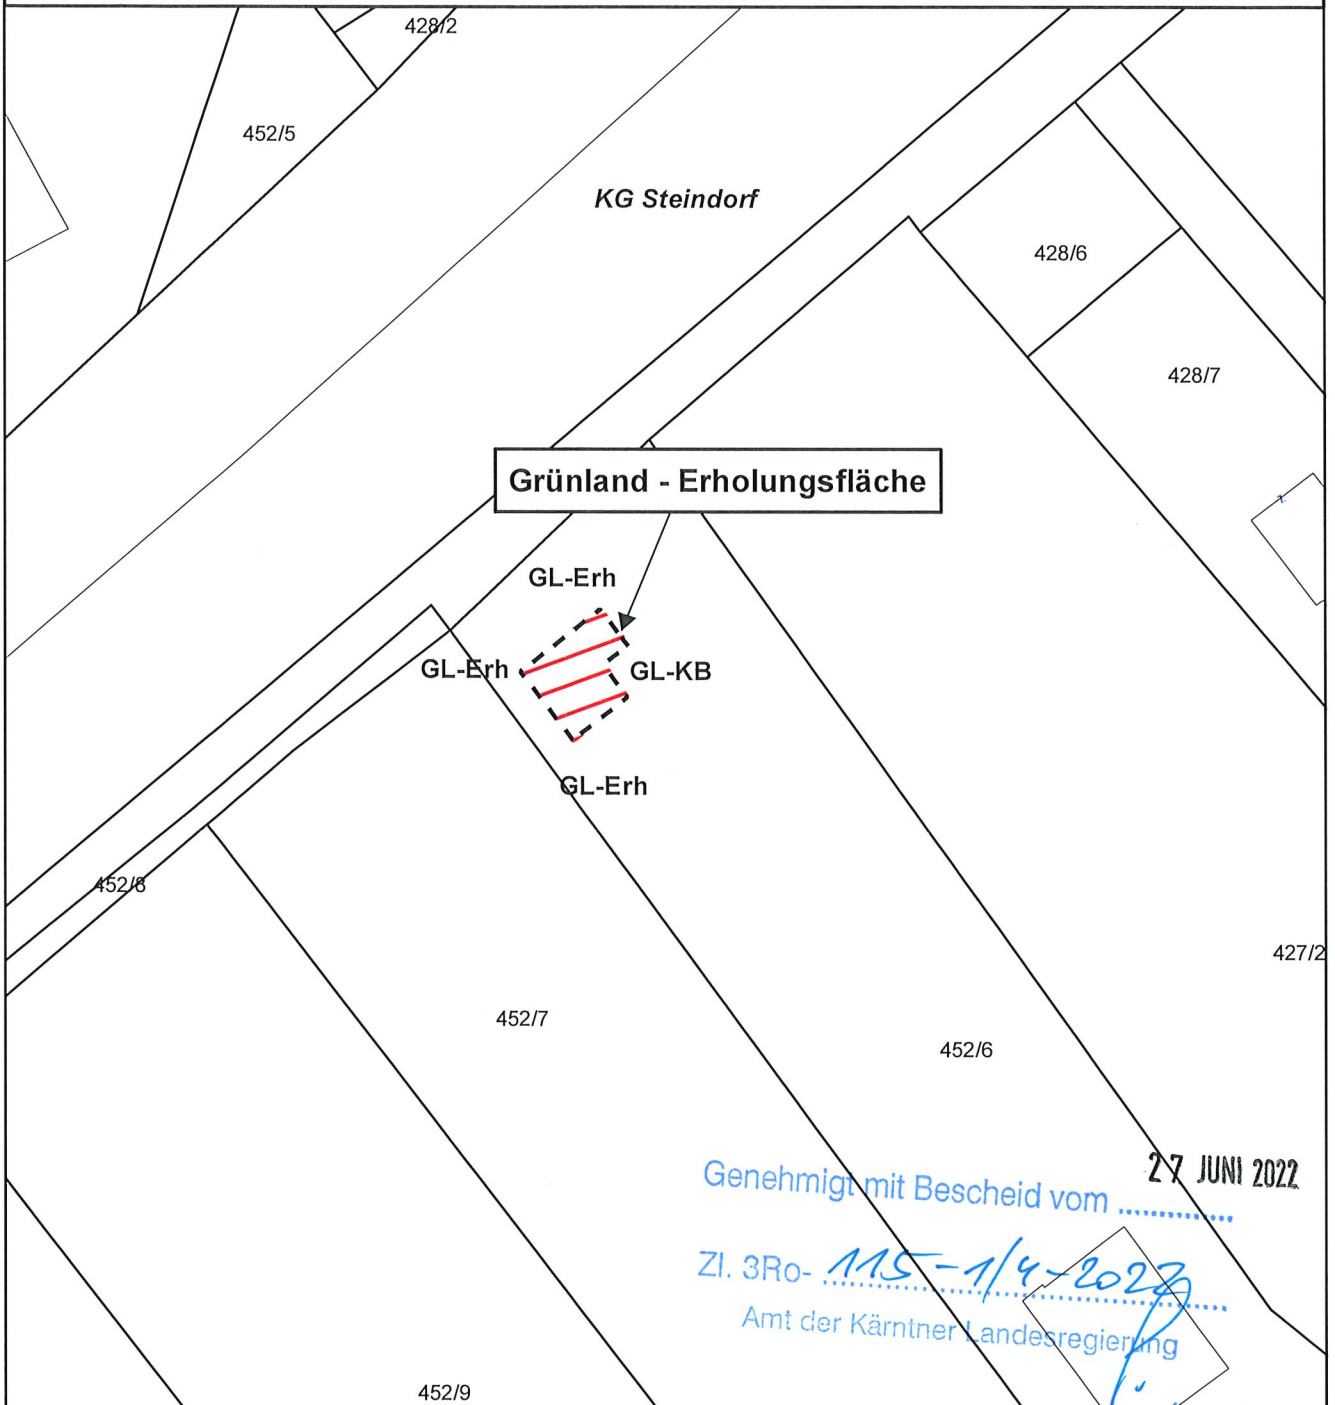 428/2
452/5
KG Steindorf
428/6
428/7
Grünland - Erholungsfläche
GL-Erh
GL-Erh
GL-KB
GL-Erh
452/8
427/2
452/7
452/6
27 JUNI 2022
Genehmigt mit Bescheid vom ..............
Zl. 3Ro- 115-1/4-2022
Amt der Kärntner Landesregierung
452/9